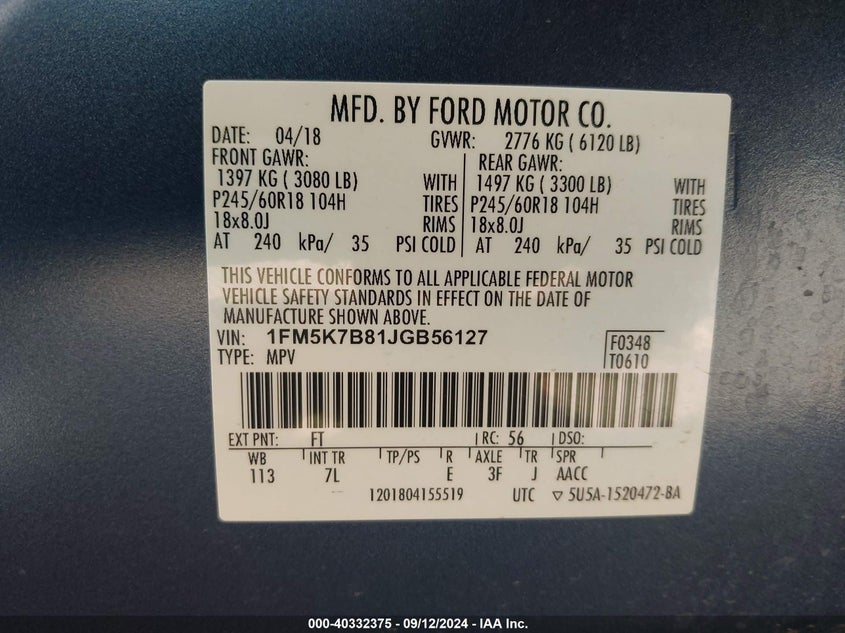 MFD. BY FORD MOTOR CO.
DATE: 04/18 GVWR: 2776 KG ( 6120 LB)
FRONT GAWR: REAR GAWR:
1397 KG ( 3080 LB) WITH 1497 KG ( 3300 LB) WITH
P245/60R18 104H TIRES P245/60R18 104H TIRES
18x8.0J RIMS 18x8.0J RIMS
AT 240 kPa/ 35 PSI COLD AT 240 kPa/ 35 PSI COLD
THIS VEHICLE CONFORMS TO ALL APPLICABLE FEDERAL MOTOR
VEHICLE SAFETY STANDARDS IN EFFECT ON THE DATE OF
MANUFACTURE SHOWN ABOVE.
VIN: 1FM5K7B81JGB56127 F0348
TYPE: MPV T0610
EXT PNT: FT RC: 56 DSO:
WB INT TR TP/PS R AXLE TR SPR
113 7L E 3F J AACC
1201804155519 UTC ▽ 5U5A-1520472-BA
000-40332375 - 09/12/2024 - IAA Inc.